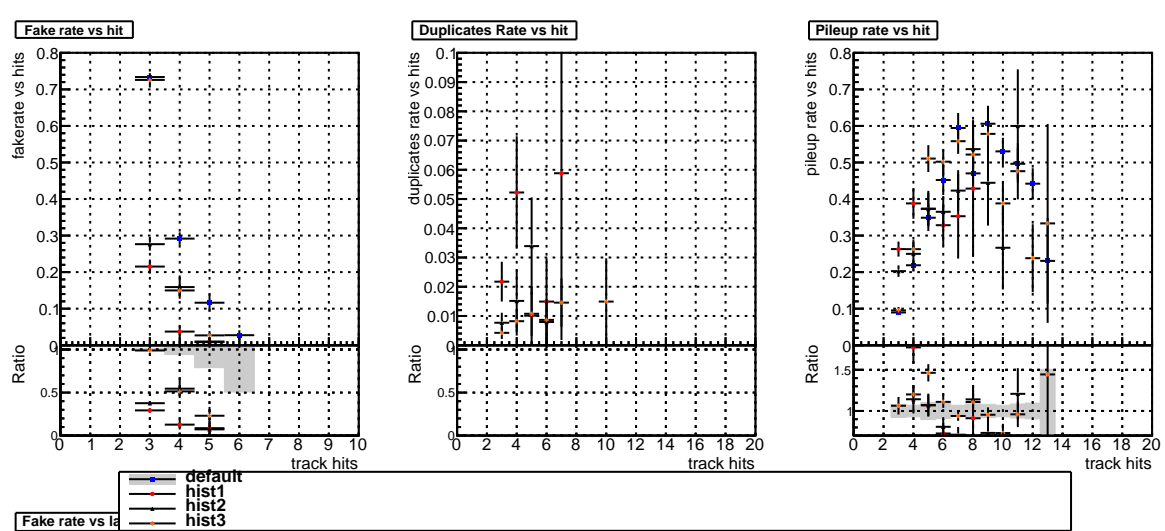 Fake rate vs hit
Duplicates Rate vs hit
Pileup rate vs hit
fakerate vs hits
0.8
0.7
0.6
0.5
0.4
0.3
0.2
0.1
0
Ratio
1
0.5
0
0 1 2 3 4 5 6 7 8 9 10
track hits
duplicates rate vs hits
0.1
0.09
0.08
0.07
0.06
0.05
0.04
0.03
0.02
0.01
0
Ratio
1
0.5
0
0 2 4 6 8 10 12 14 16 18 20
track hits
pileup rate vs hits
0.8
0.7
0.6
0.5
0.4
0.3
0.2
0.1
0
Ratio
1.5
1
0 2 4 6 8 10 12 14 16 18 20
track hits
default
hist1
hist2
hist3
Fake rate vs la